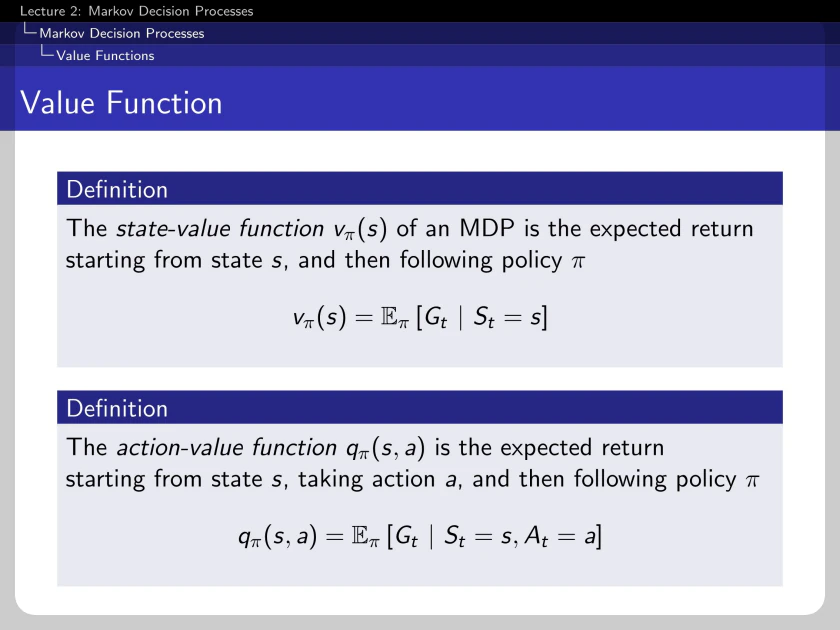 Lecture 2: Markov Decision Processes
Markov Decision Processes
Value Functions
Value Function
Definition
The state-value function vπ(s) of an MDP is the expected return
starting from state s, and then following policy π
vπ(s) = 𝔼π [Gt | St = s]
Definition
The action-value function qπ(s, a) is the expected return
starting from state s, taking action a, and then following policy π
qπ(s, a) = 𝔼π [Gt | St = s, At = a]